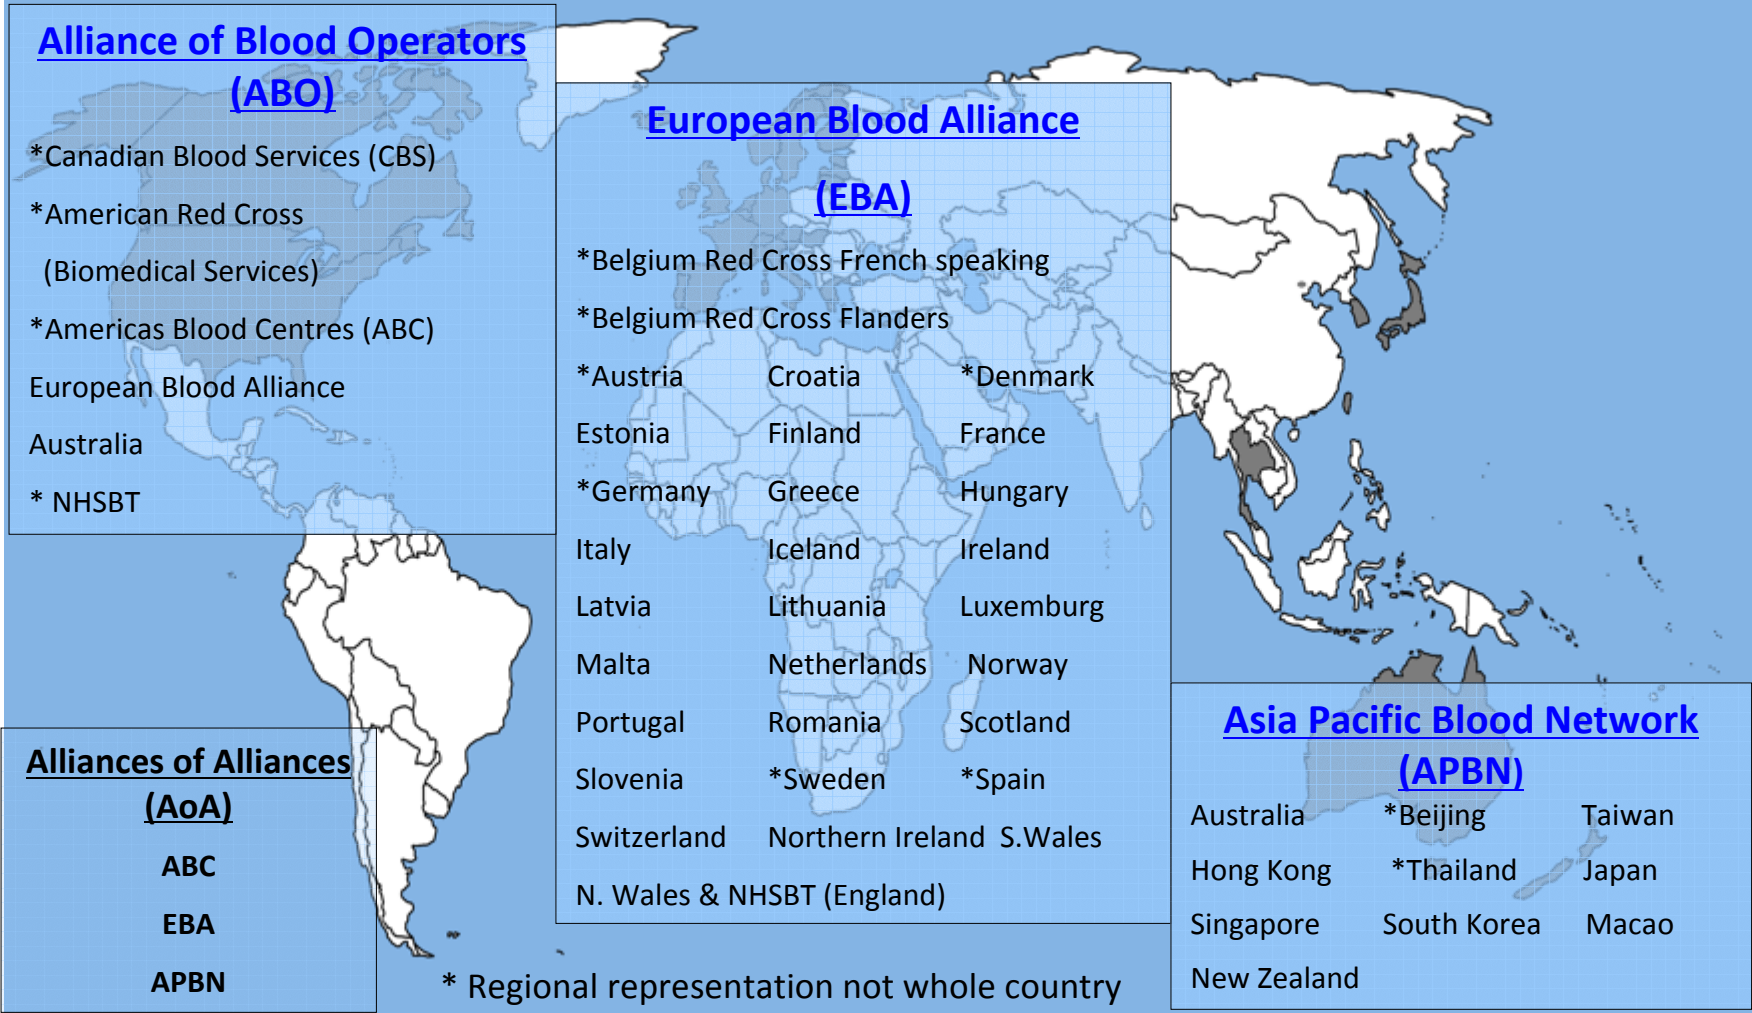 Alliance of Blood Operators
(ABO)
*Canadian Blood Services (CBS)
*American Red Cross
(Biomedical Services)
*Americas Blood Centres (ABC)
European Blood Alliance
Australia
* NHSBT
European Blood Alliance
(EBA)
*Belgium Red Cross French speaking
*Belgium Red Cross Flanders
*Austria Croatia *Denmark
Estonia Finland France
*Germany Greece Hungary
Italy Iceland Ireland
Latvia Lithuania Luxemburg
Malta Netherlands Norway
Portugal Romania Scotland
Slovenia *Sweden *Spain
Switzerland Northern Ireland S.Wales
N. Wales & NHSBT (England)
Asia Pacific Blood Network
(APBN)
Australia *Beijing Taiwan
Hong Kong *Thailand Japan
Singapore South Korea Macao
New Zealand
Alliances of Alliances
(AoA)
ABC
EBA
APBN
* Regional representation not whole country